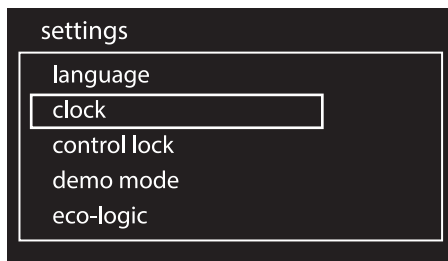 settings
language
clock
control lock
demo mode
eco-logic